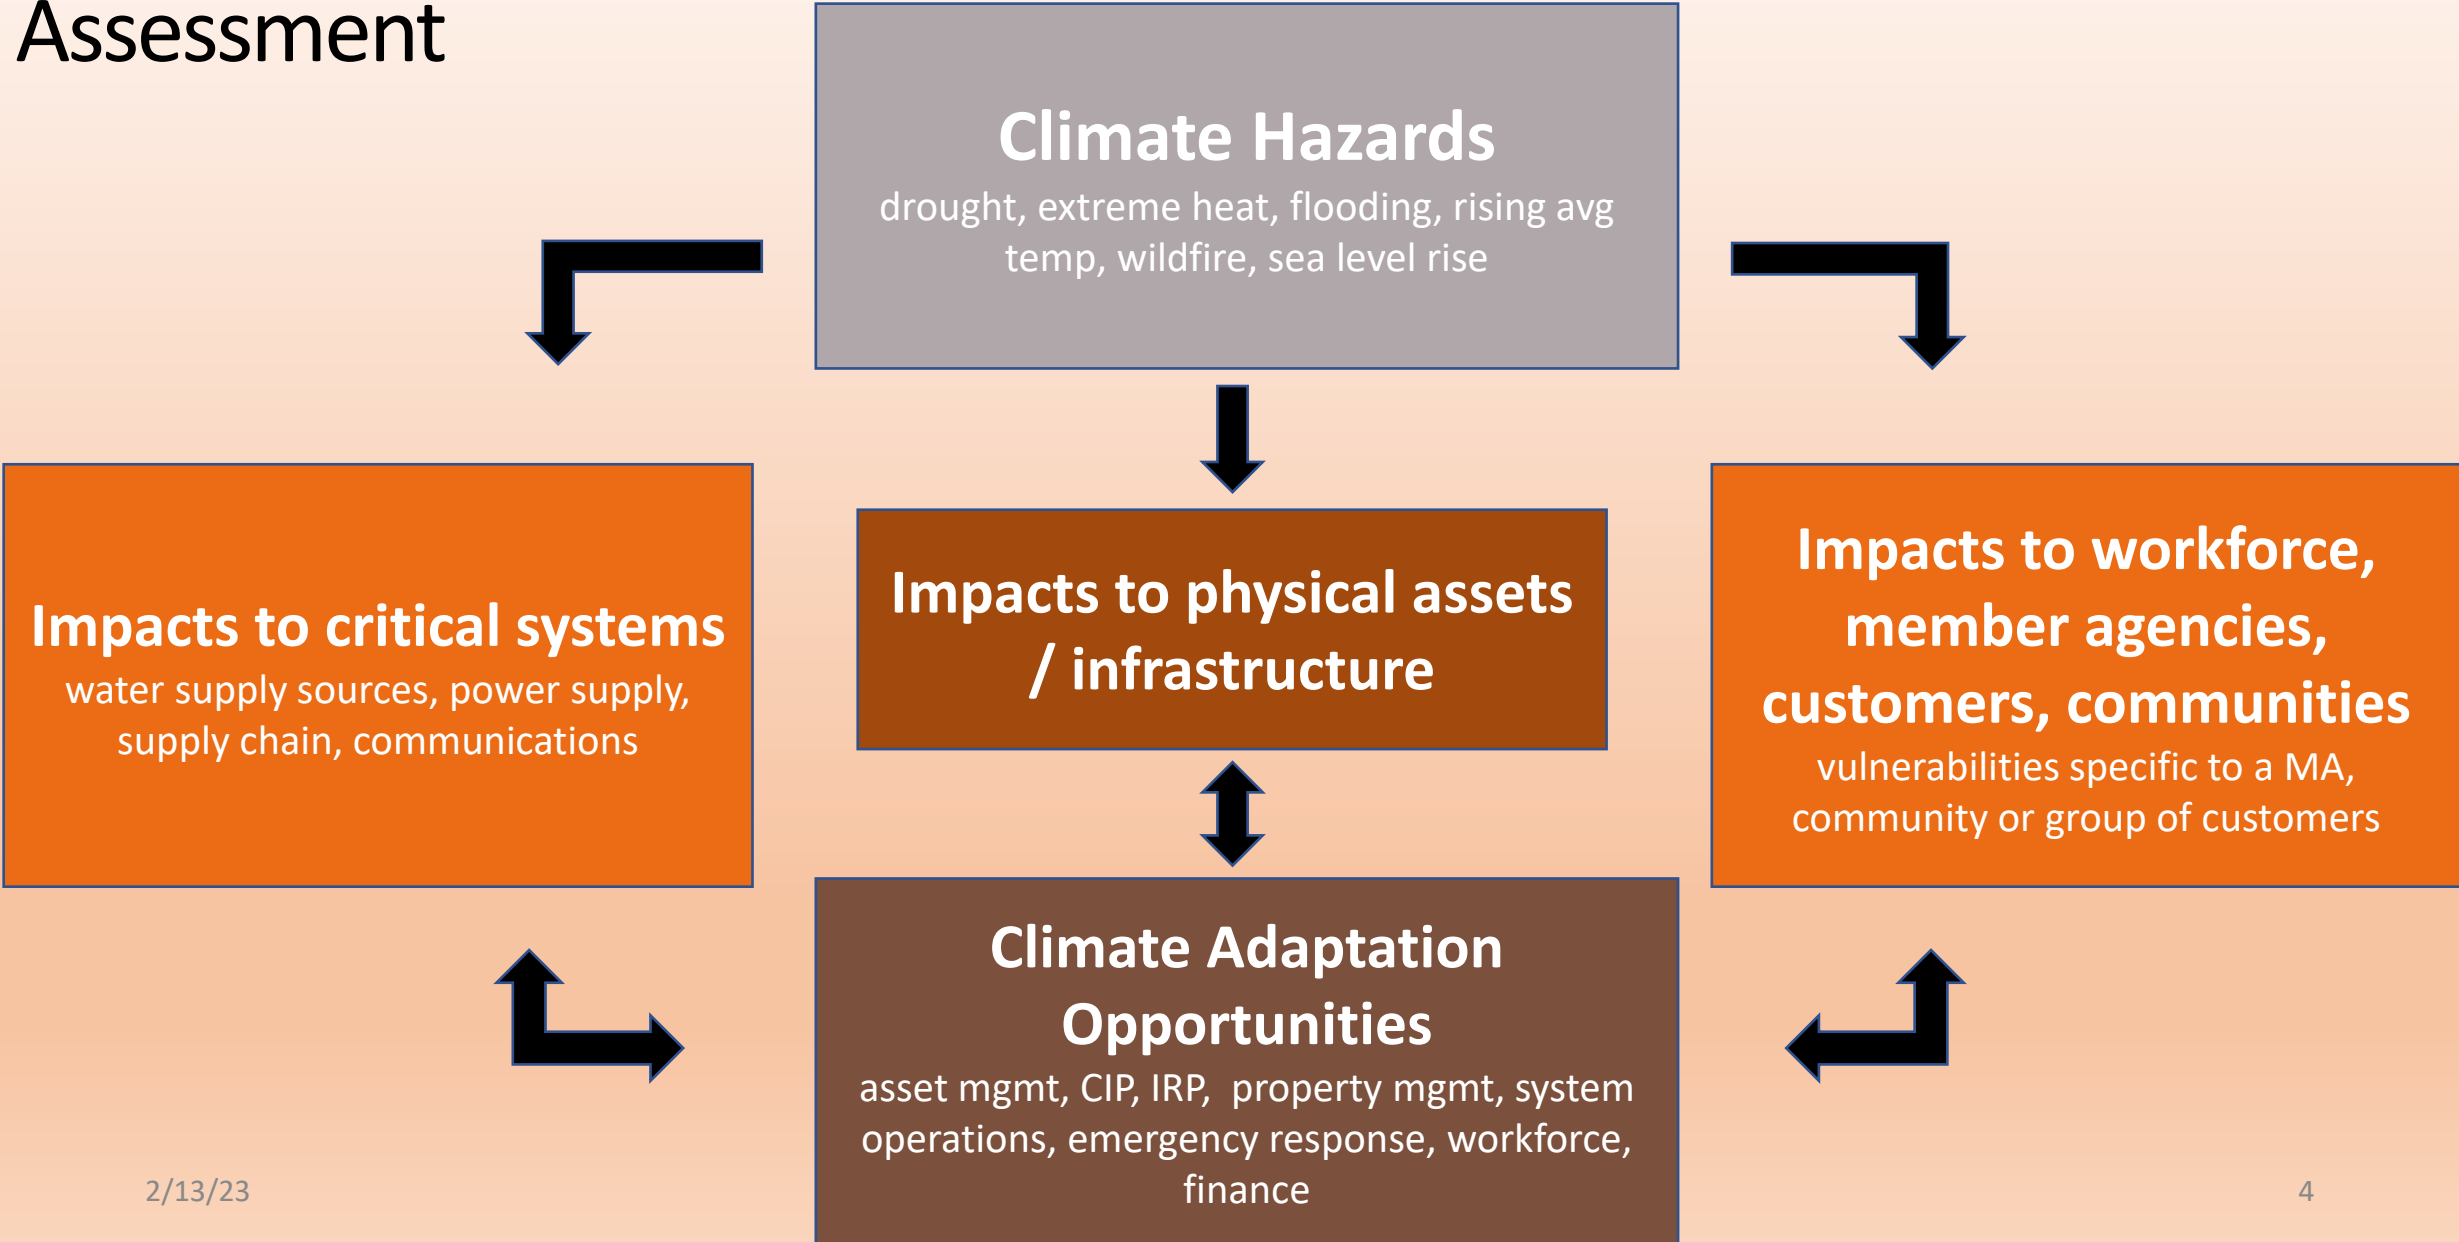 Assessment
Climate Hazards
drought, extreme heat, flooding, rising avg
temp, wildfire, sea level rise
Impacts to critical systems
water supply sources, power supply,
supply chain, communications
Impacts to physical assets
/ infrastructure
Impacts to workforce,
member agencies,
customers, communities
vulnerabilities specific to a MA,
community or group of customers
Climate Adaptation
Opportunities
asset mgmt, CIP, IRP,  property mgmt, system
operations, emergency response, workforce,
finance
2/13/23
4